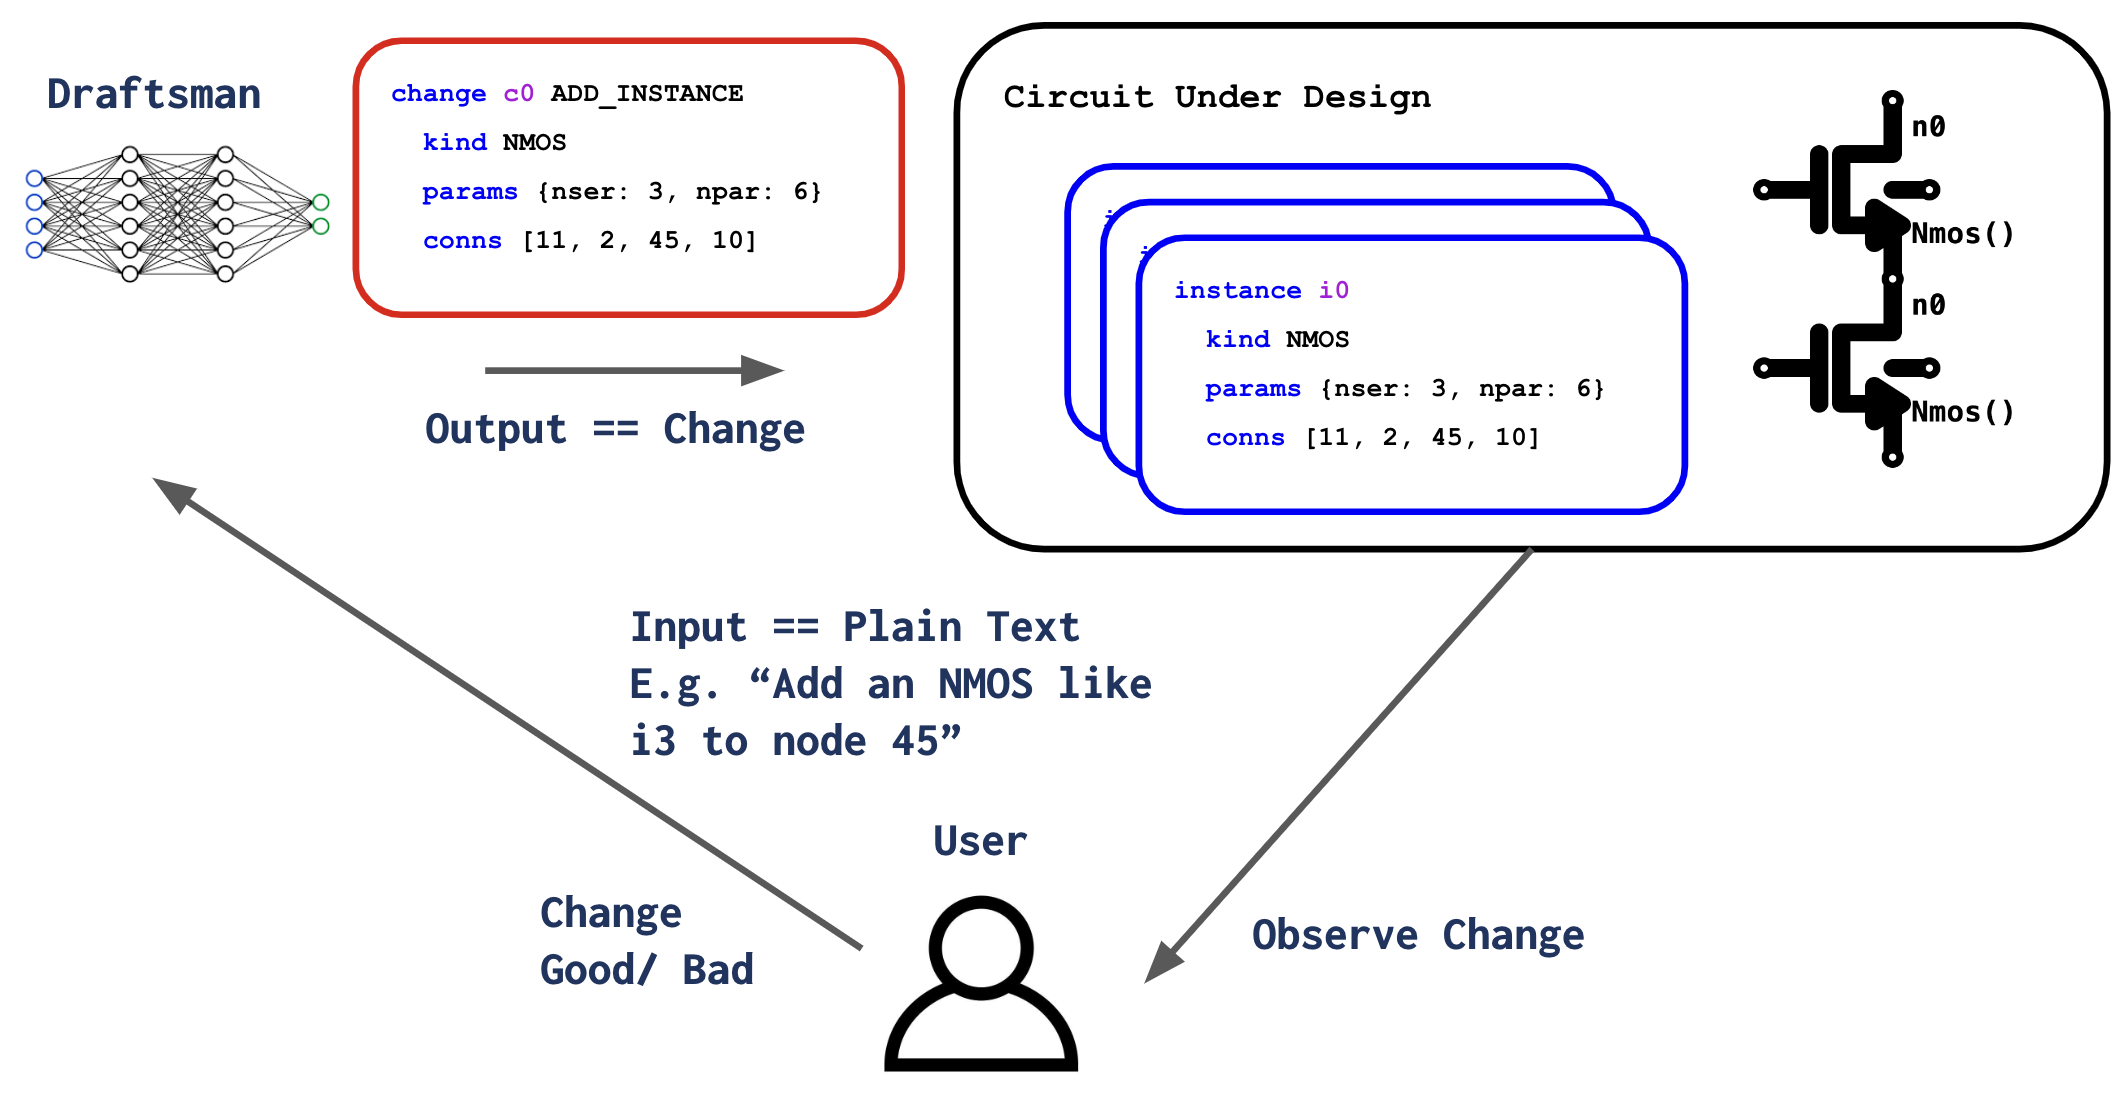 Draftsman
change c0 ADD_INSTANCE
kind NMOS
params {nser: 3, npar: 6}
conns [11, 2, 45, 10]
Output == Change
Circuit Under Design
instance i0
kind NMOS
params {nser: 3, npar: 6}
conns [11, 2, 45, 10]
n0
Nmos()
n0
Nmos()
Input == Plain Text
E.g. “Add an NMOS like
i3 to node 45”
User
Change
Good/ Bad
Observe Change